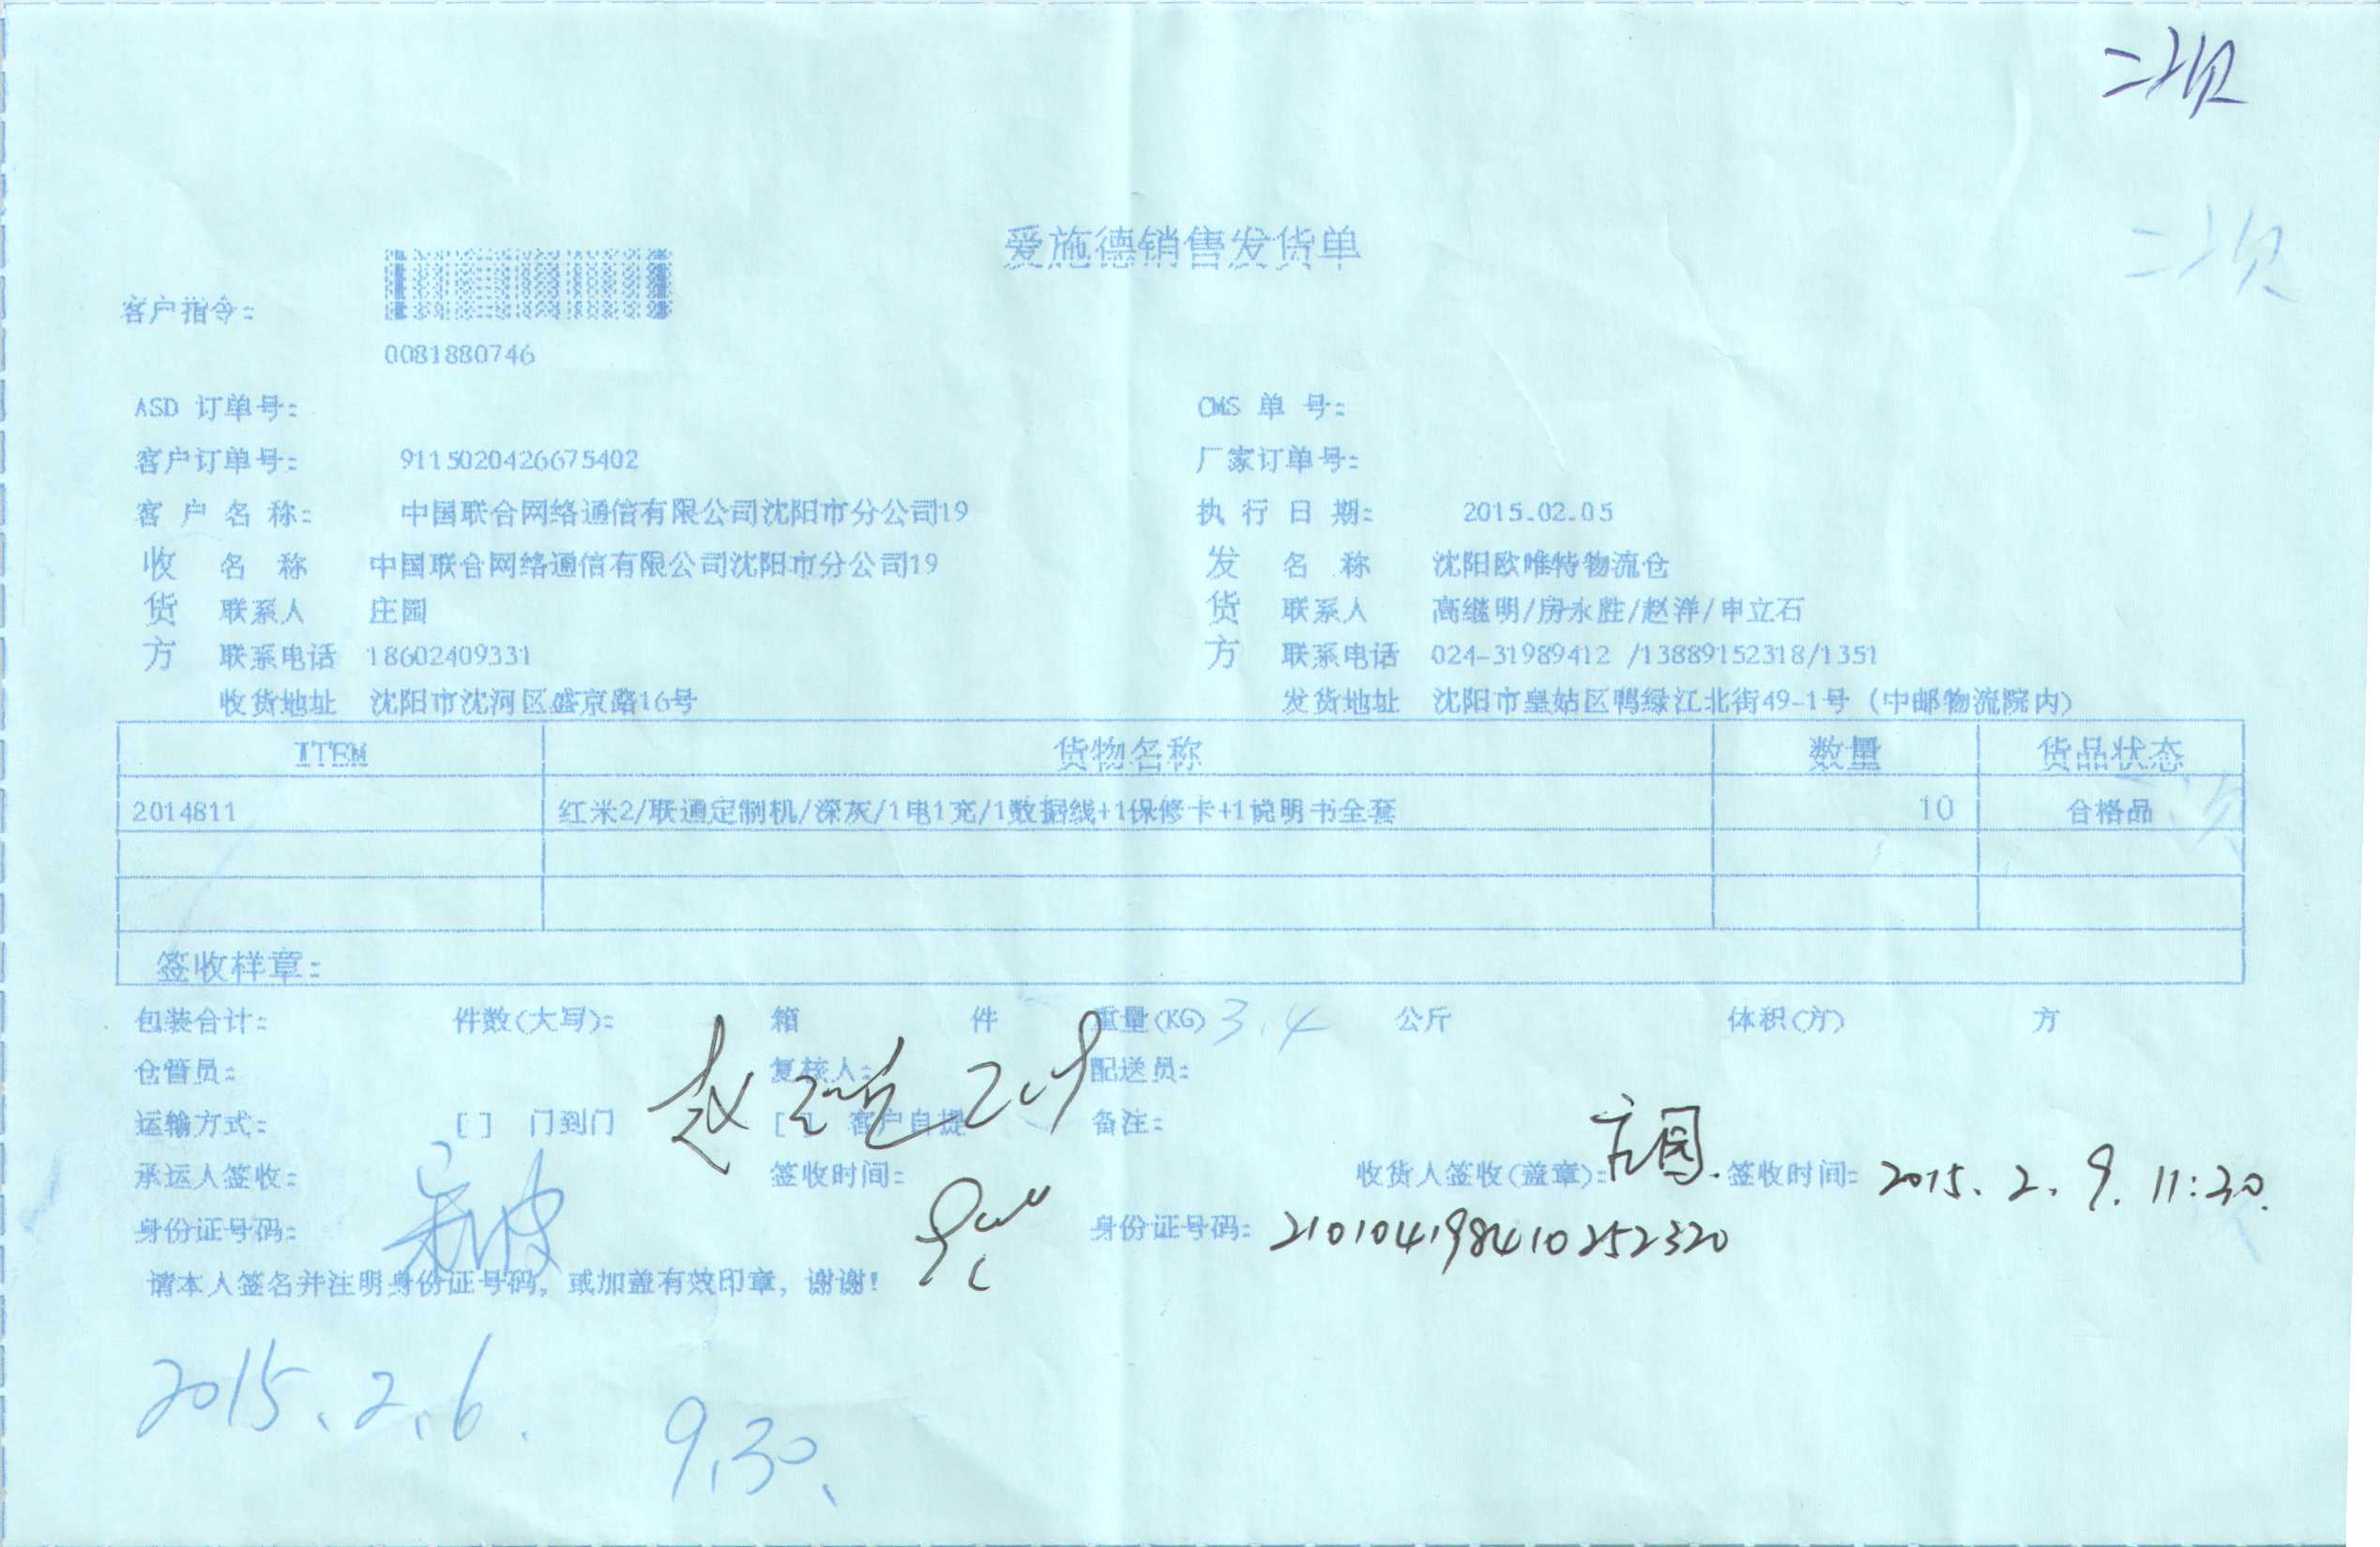 二次
二次
爱施德销售发货单
客户指令:
0081880746
ASD 订单号: CMS 单 号:
客户订单号: 9115020426675402 厂家订单号:
客 户 名 称: 中国联合网络通信有限公司沈阳市分公司19 执 行 日 期: 2015.02.05
收 名 称 中国联合网络通信有限公司沈阳市分公司19 发 名 称 沈阳欧唯特物流仓
货 联系人 庄园 货 联系人 高继明/房永胜/赵洋/申立石
方 联系电话 18602409331 方 联系电话 024-31989412 /13889152318/1351
收货地址 沈阳市沈河区盛京路16号 发货地址 沈阳市皇姑区鸭绿江北街49-1号 (中邮物流院内)
ITEM 货物名称 数量 货品状态
2014811 红米2/联通定制机/深灰/1电1充/1数据线+1保修卡+1说明书全套 10 合格品
签收样章:
包装合计: 件数(大写): 箱 件 重量(KG) 3.4 公斤 体积(方) 方
仓管员: 复核人: 配送员:
运输方式: [ ] 门到门 [ ] 客户自提 备注:
承运人签收: 签收时间: 收货人签收(盖章): 庄园. 签收时间: 2015. 2. 9. 11:20.
身份证号码: 身份证号码: 210104198410252320
请本人签名并注明身份证号码, 或加盖有效印章, 谢谢!
2015、2、6. 9.30、